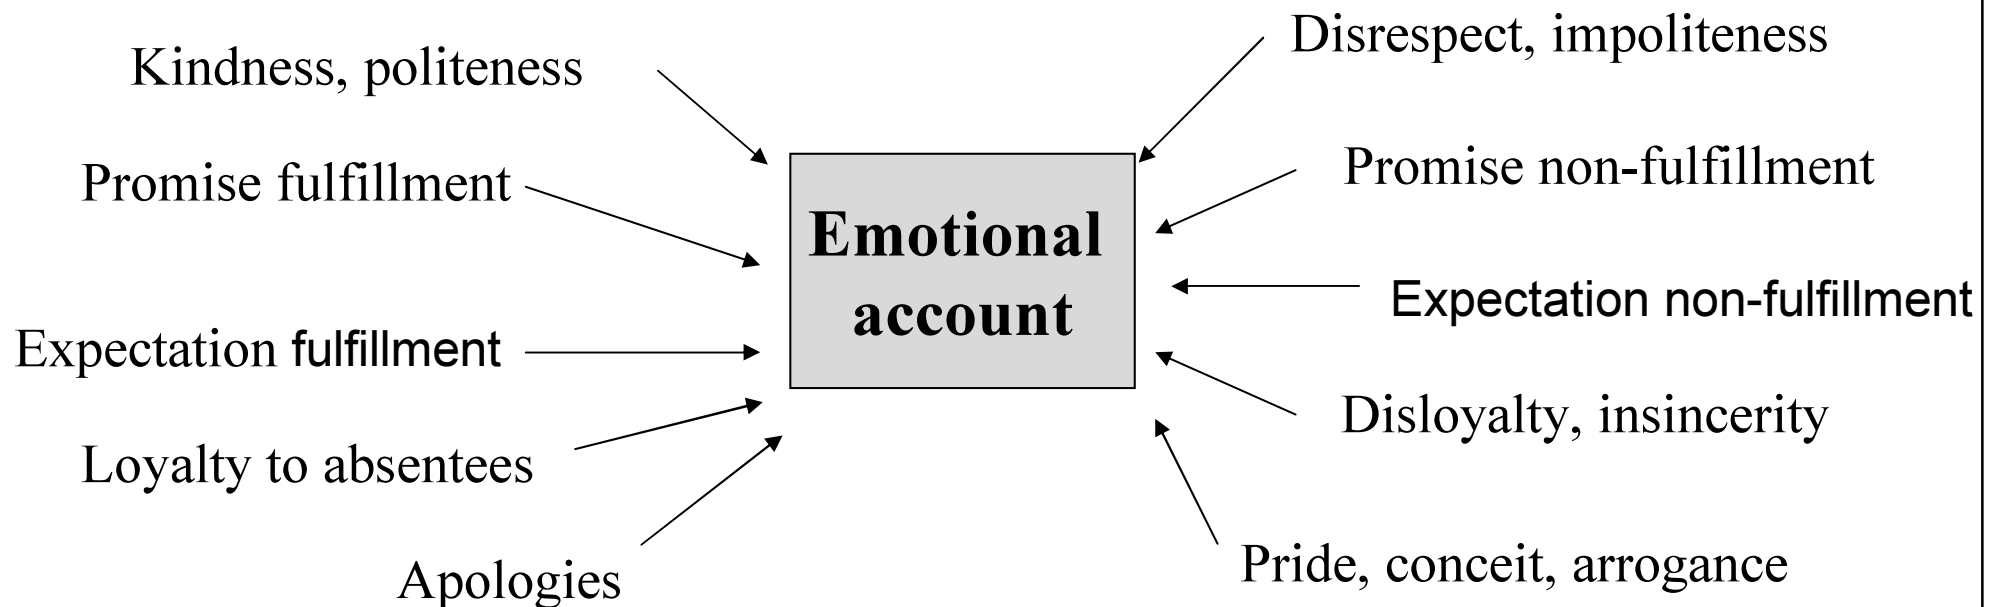 Kindness, politeness
Promise fulfillment
Expectation fulfillment
Loyalty to absentees
Apologies
Emotional
account
Disrespect, impoliteness
Promise non-fulfillment
Expectation non-fulfillment
Disloyalty, insincerity
Pride, conceit, arrogance